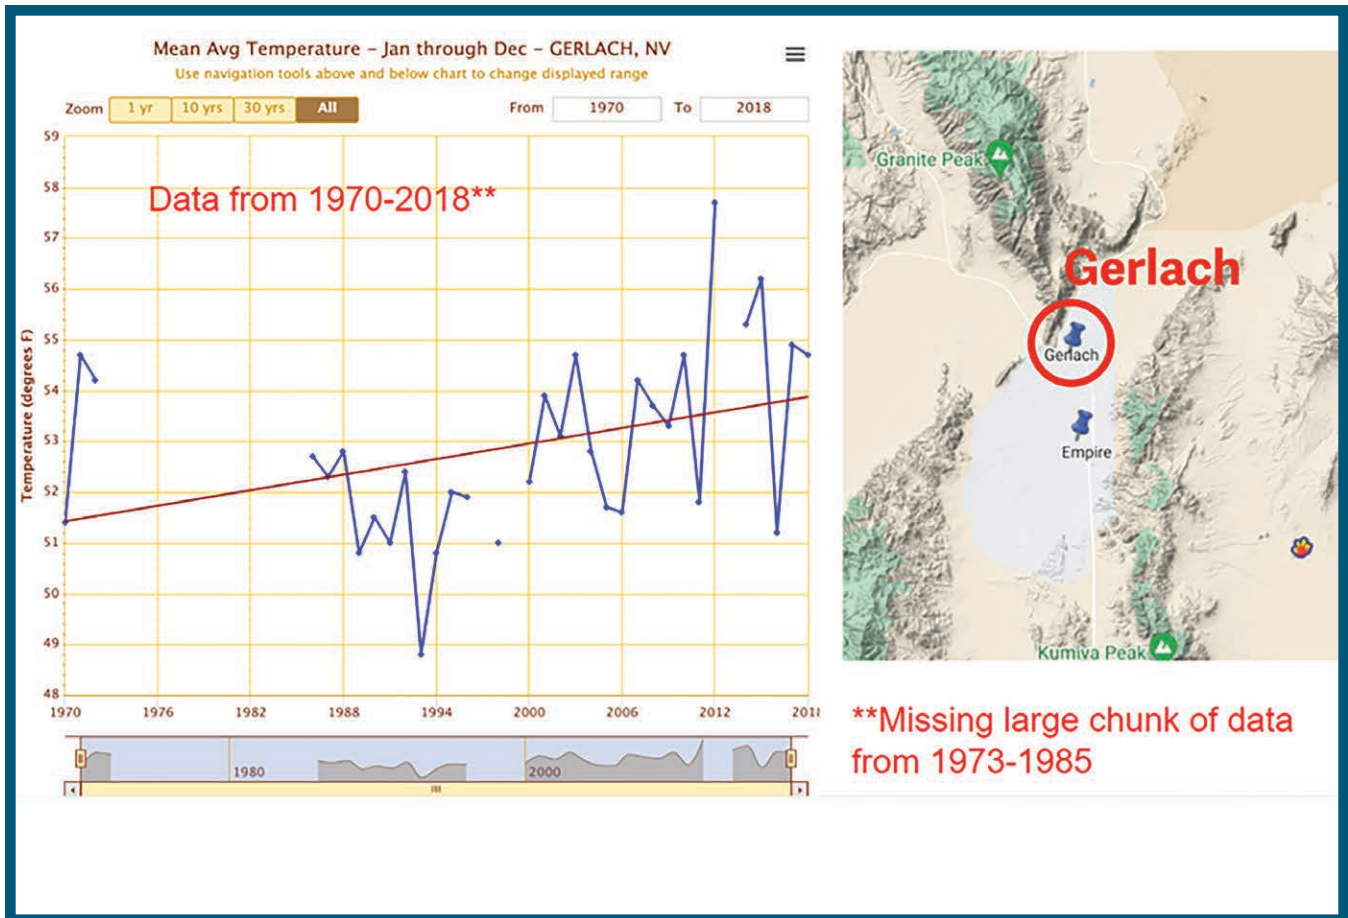 Mean Avg Temperature – Jan through Dec – GERLACH, NV
Use navigation tools above and below chart to change displayed range
Zoom 1 yr 10 yrs 30 yrs All From 1970 To 2018
59
58
57
56
55
54
53
52
51
50
49
48
Temperature (degrees F)
Data from 1970-2018**
1970 1976 1982 1988 1994 2000 2006 2012 2018
1980 2000
Granite Peak
Gerlach
Gerlach
Empire
Kumiva Peak
**Missing large chunk of data
from 1973-1985